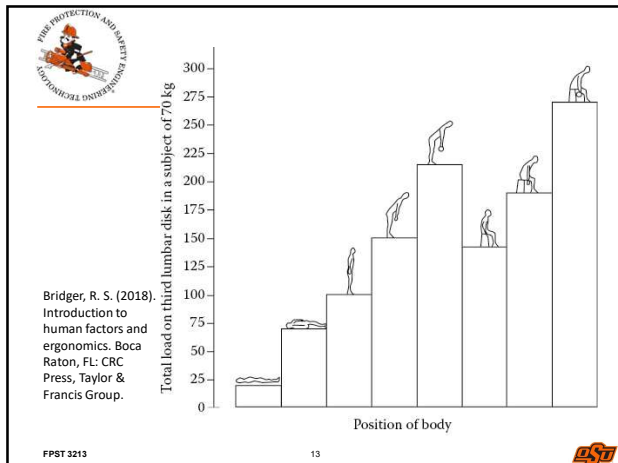 FIRE PROTECTION AND SAFETY ENGINEERING TECHNOLOGY
Total load on third lumbar disk in a subject of 70 kg
300
275
250
225
200
175
150
125
100
75
50
25
0
Position of body
Bridger, R. S. (2018).
Introduction to
human factors and
ergonomics. Boca
Raton, FL: CRC
Press, Taylor &
Francis Group.
FPST 3213
13
OSU